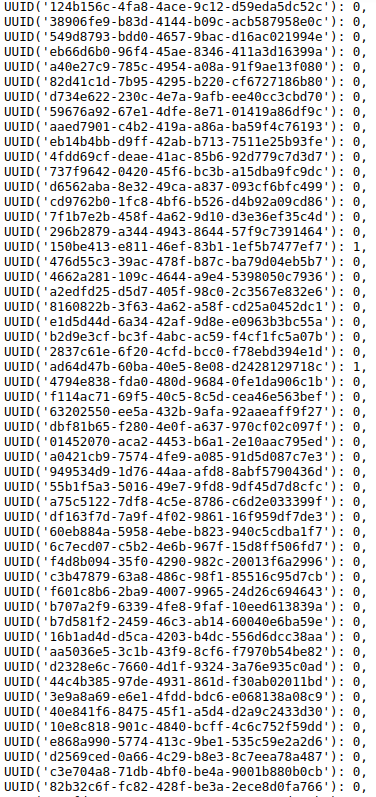 UUID('124b156c-4fa8-4ace-9c12-d59eda5dc52c'): 0,
UUID('38906fe9-b83d-4144-b09c-acb587958e0c'): 0,
UUID('549d8793-bdd0-4657-9bac-d16ac021994e'): 0,
UUID('eb66d6b0-96f4-45ae-8346-411a3d16399a'): 0,
UUID('a40e27c9-785c-4954-a08a-91f9ae13f080'): 0,
UUID('82d41c1d-7b95-4295-b220-cf6727186b80'): 0,
UUID('d734e622-230c-4e7a-9afb-ee40cc3cbd70'): 0,
UUID('59676a92-67e1-4dfe-8e71-01419a86df9c'): 0,
UUID('aaed7901-c4b2-419a-a86a-ba59f4c76193'): 0,
UUID('eb14b4bb-d9ff-42ab-b713-7511e25b93fe'): 0,
UUID('4fdd69cf-deae-41ac-85b6-92d779c7d3d7'): 0,
UUID('737f9642-0420-45f6-bc3b-a15dba9fc9dc'): 0,
UUID('d6562aba-8e32-49ca-a837-093cf6bfc499'): 0,
UUID('cd9762b0-1fc8-4bf6-b526-d4b92a09cd86'): 0,
UUID('7f1b7e2b-458f-4a62-9d10-d3e36ef35c4d'): 0,
UUID('296b2879-a344-4943-8644-57f9c7391464'): 0,
UUID('150be413-e811-46ef-83b1-1ef5b7477ef7'): 1,
UUID('476d55c3-39ac-478f-b87c-ba79d04eb5b7'): 0,
UUID('4662a281-109c-4644-a9e4-5398050c7936'): 0,
UUID('a2edfd25-d5d7-405f-98c0-2c3567e832e6'): 0,
UUID('8160822b-3f63-4a62-a58f-cd25a0452dc1'): 0,
UUID('e1d5d44d-6a34-42af-9d8e-e0963b3bc55a'): 0,
UUID('b2d9e3cf-bc3f-4abc-ac59-f4cf1fc5a07b'): 0,
UUID('2837c61e-6f20-4cfd-bcc0-f78ebd394e1d'): 0,
UUID('ad64d47b-60ba-40e5-8e08-d2428129718c'): 1,
UUID('4794e838-fda0-480d-9684-0fe1da906c1b'): 0,
UUID('f114ac71-69f5-40c5-8c5d-cea46e563bef'): 0,
UUID('63202550-ee5a-432b-9afa-92aaeaff9f27'): 0,
UUID('dbf81b65-f280-4e0f-a637-970cf02c097f'): 0,
UUID('01452070-aca2-4453-b6a1-2e10aac795ed'): 0,
UUID('a0421cb9-7574-4fe9-a085-91d5d087c7e3'): 0,
UUID('949534d9-1d76-44aa-afd8-8abf5790436d'): 0,
UUID('55b1f5a3-5016-49e7-9fd8-9df45d7d8cfc'): 0,
UUID('a75c5122-7df8-4c5e-8786-c6d2e033399f'): 0,
UUID('df163f7d-7a9f-4f02-9861-16f959df7de3'): 0,
UUID('60eb884a-5958-4ebe-b823-940c5cdba1f7'): 0,
UUID('6c7ecd07-c5b2-4e6b-967f-15d8ff506fd7'): 0,
UUID('f4d8b094-35f0-4290-982c-20013f6a2996'): 0,
UUID('c3b47879-63a8-486c-98f1-85516c95d7cb'): 0,
UUID('f601c8b6-2ba9-4007-9965-24d26c694643'): 0,
UUID('b707a2f9-6339-4fe8-9faf-10eed613839a'): 0,
UUID('b7d581f2-2459-46c3-ab14-60040e6ba59e'): 0,
UUID('16b1ad4d-d5ca-4203-b4dc-556d6dcc38aa'): 0,
UUID('aa5036e5-3c1b-43f9-8cf6-f7970b54be82'): 0,
UUID('d2328e6c-7660-4d1f-9324-3a76e935c0ad'): 0,
UUID('44c4b385-97de-4931-861d-f30ab02011bd'): 0,
UUID('3e9a8a69-e6e1-4fdd-bdc6-e068138a08c9'): 0,
UUID('40e841f6-8475-45f1-a5d4-d2a9c2433d30'): 0,
UUID('10e8c818-901c-4840-bcff-4c6c752f59dd'): 0,
UUID('e868a990-5774-413c-9be1-535c59e2a2d6'): 0,
UUID('d2569ced-0a66-4c29-b8e3-8c7eea78a487'): 0,
UUID('c3e704a8-71db-4bf0-be4a-9001b880b0cb'): 0,
UUID('82b32c6f-fc82-428f-be3a-2ece8d0fa766'): 0,